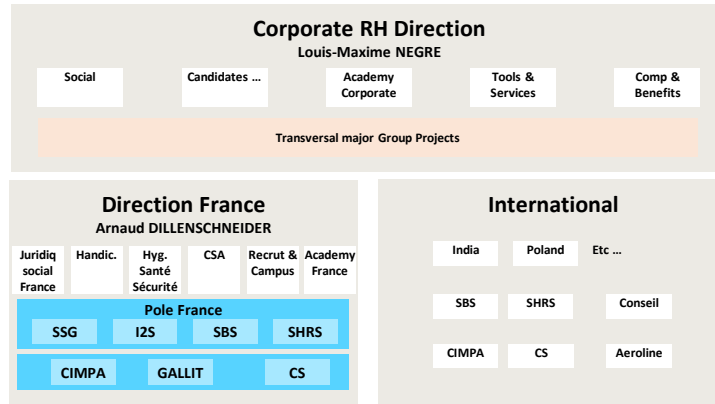 Corporate RH Direction
Louis-Maxime NEGRE
Social
Candidates ...
Academy
Corporate
Tools &
Services
Comp &
Benefits
Transversal major Group Projects
Direction France
Arnaud DILLENSCHNEIDER
Juridiq
social
France
Handic.
Hyg.
Santé
Sécurité
CSA
Recrut &
Campus
Academy
France
Pole France
SSG
I2S
SBS
SHRS
CIMPA
GALLIT
CS
International
India
Poland
Etc ...
SBS
SHRS
Conseil
CIMPA
CS
Aeroline